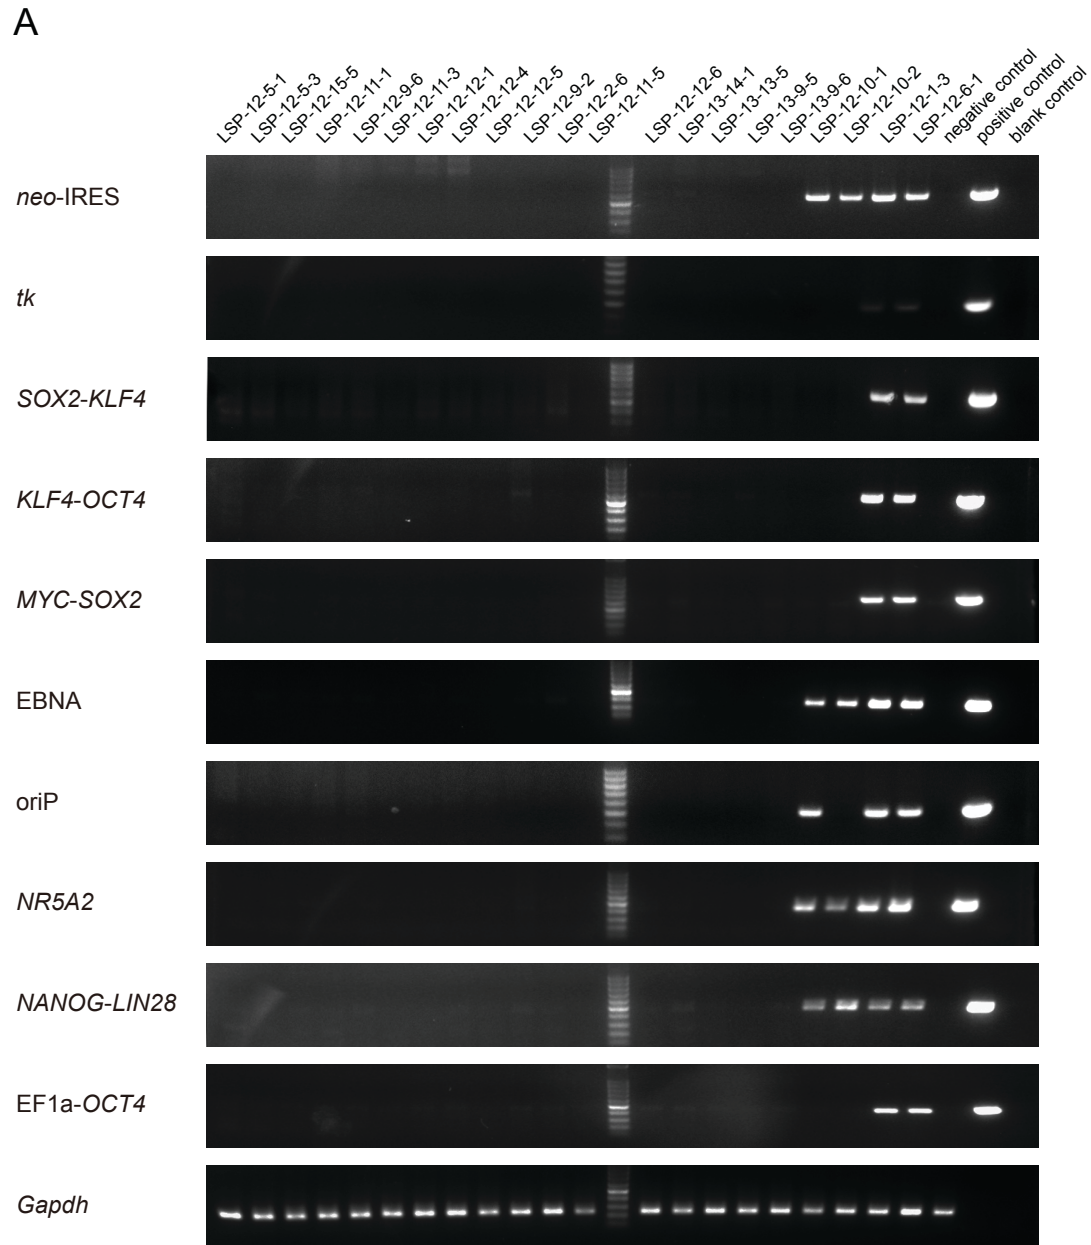 A
LSP-12-5-1
LSP-12-5-3
LSP-12-15-5
LSP-12-11-1
LSP-12-9-6
LSP-12-11-3
LSP-12-12-1
LSP-12-12-4
LSP-12-12-5
LSP-12-9-2
LSP-12-2-6
LSP-12-11-5
LSP-12-12-6
LSP-13-14-1
LSP-13-13-5
LSP-13-9-5
LSP-13-9-6
LSP-12-10-1
LSP-12-10-2
LSP-12-1-3
LSP-12-6-1
negative control
positive control
blank control
neo-IRES
tk
SOX2-KLF4
KLF4-OCT4
MYC-SOX2
EBNA
oriP
NR5A2
NANOG-LIN28
EF1a-OCT4
Gapdh